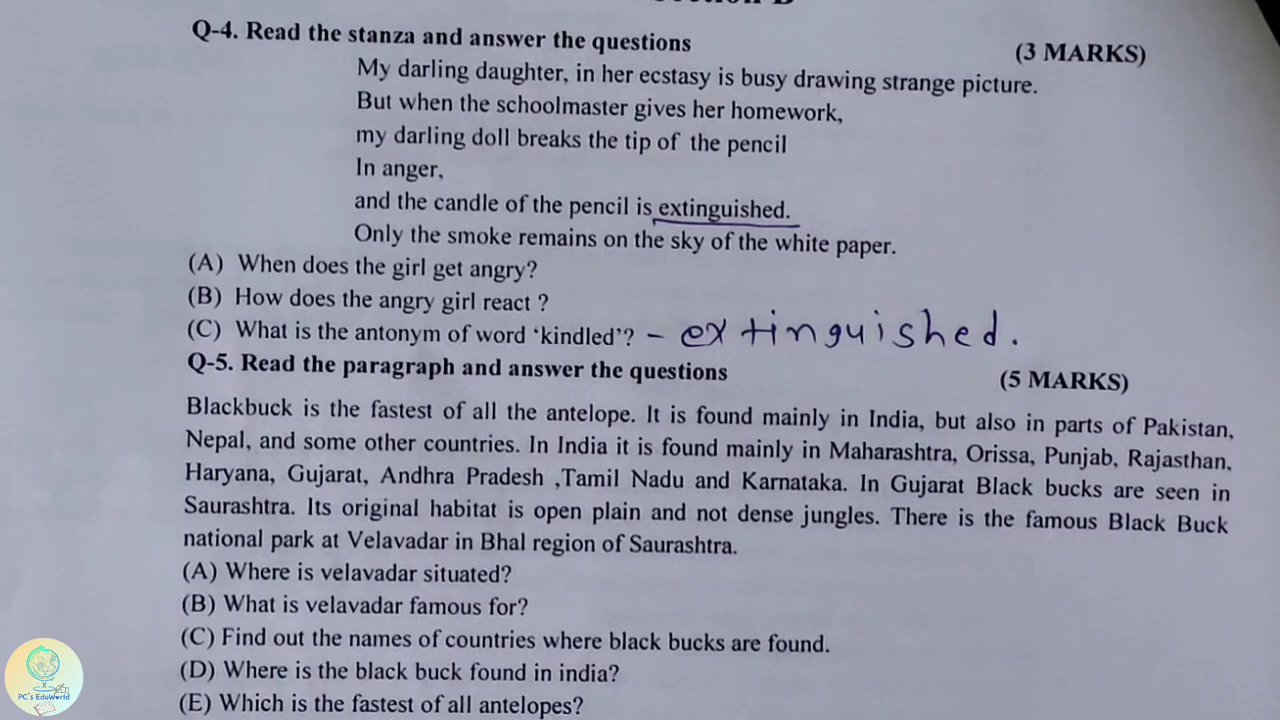 Q-4. Read the stanza and answer the questions (3 MARKS)
My darling daughter, in her ecstasy is busy drawing strange picture.
But when the schoolmaster gives her homework,
my darling doll breaks the tip of the pencil
In anger,
and the candle of the pencil is extinguished.
Only the smoke remains on the sky of the white paper.
(A) When does the girl get angry?
(B) How does the angry girl react ?
(C) What is the antonym of word ‘kindled’? – extinguished.
Q-5. Read the paragraph and answer the questions (5 MARKS)
Blackbuck is the fastest of all the antelope. It is found mainly in India, but also in parts of Pakistan,
Nepal, and some other countries. In India it is found mainly in Maharashtra, Orissa, Punjab, Rajasthan,
Haryana, Gujarat, Andhra Pradesh ,Tamil Nadu and Karnataka. In Gujarat Black bucks are seen in
Saurashtra. Its original habitat is open plain and not dense jungles. There is the famous Black Buck
national park at Velavadar in Bhal region of Saurashtra.
(A) Where is velavadar situated?
(B) What is velavadar famous for?
(C) Find out the names of countries where black bucks are found.
(D) Where is the black buck found in india?
(E) Which is the fastest of all antelopes?
PC's EduWorld